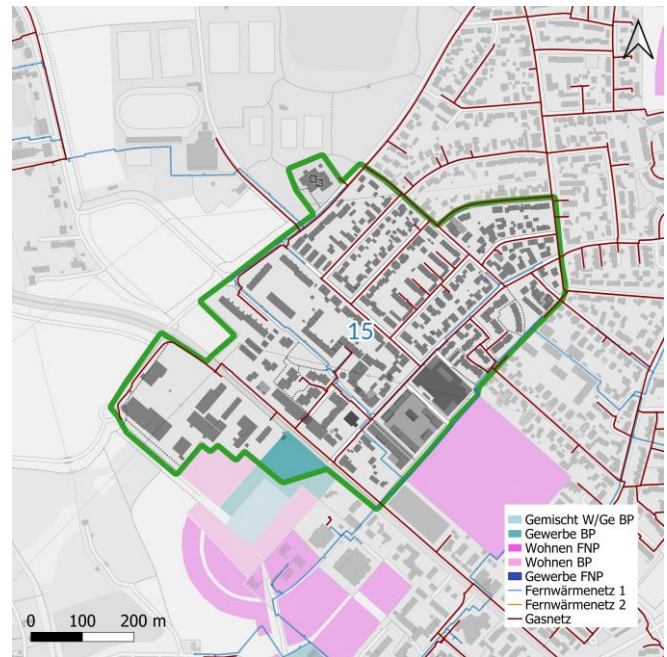 15
Gemischt W/Ge BP
Gewerbe BP
Wohnen FNP
Wohnen BP
Gewerbe FNP
Fernwärmenetz 1
Fernwärmenetz 2
Gasnetz
0 100 200 m